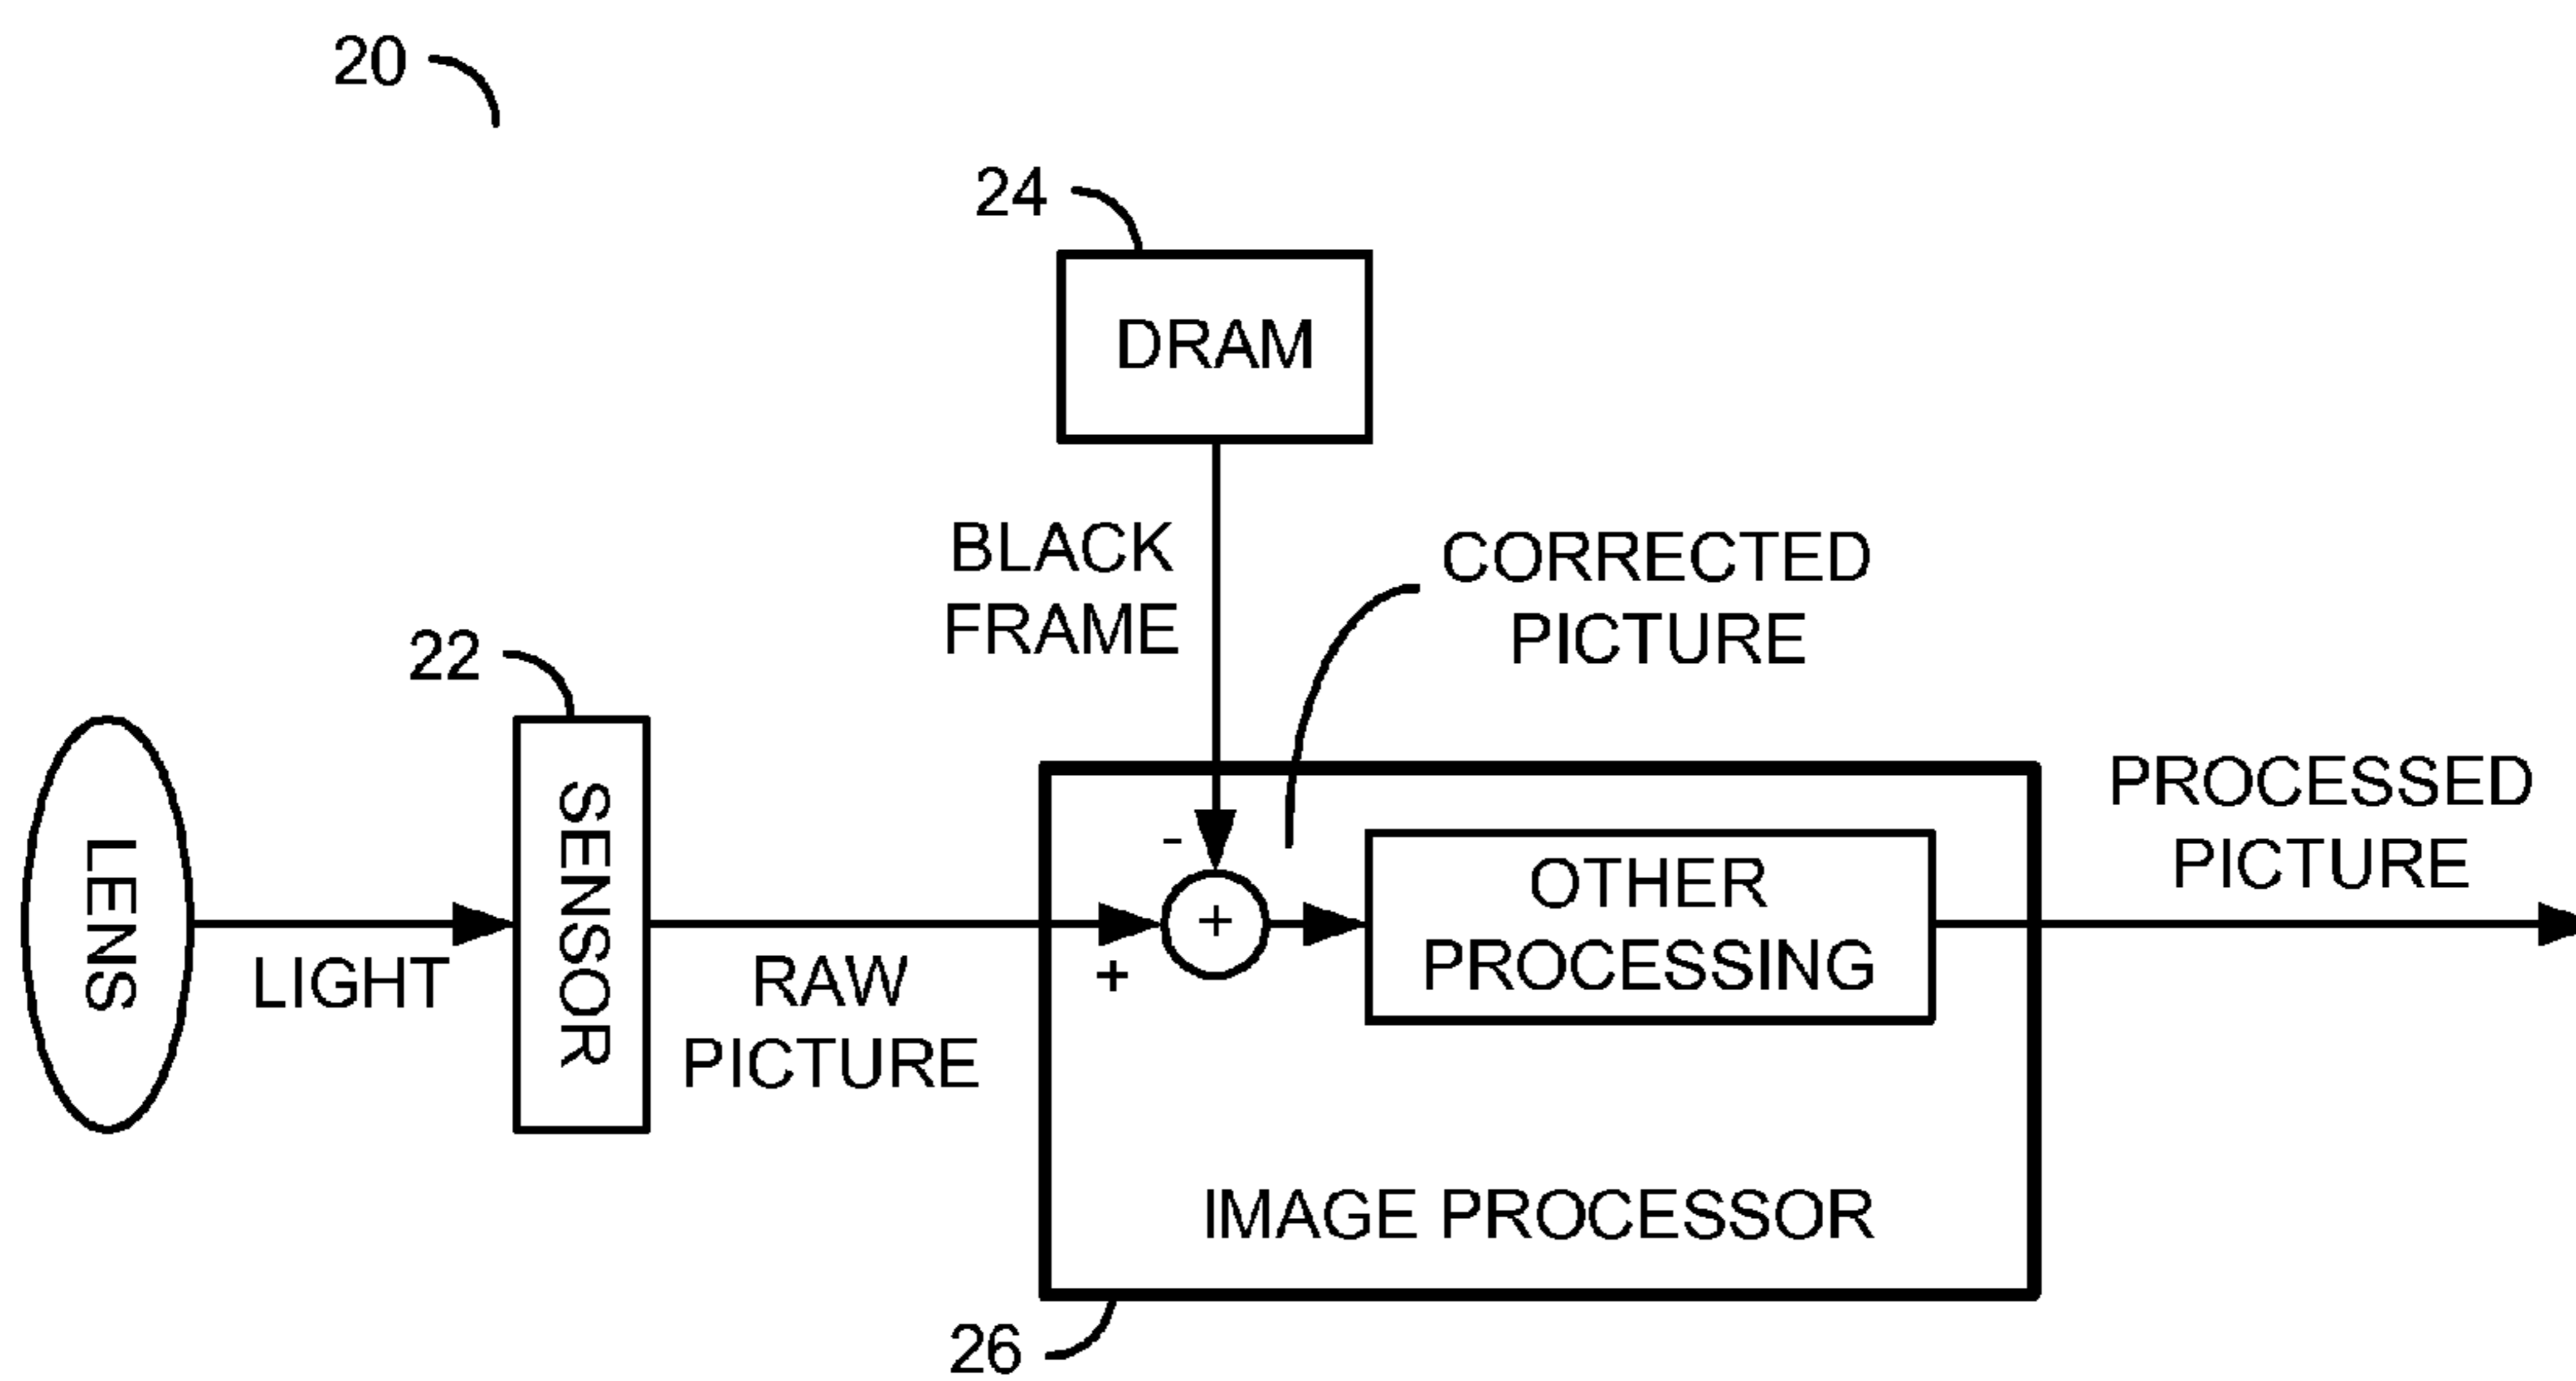 20
24
DRAM
BLACK
FRAME
CORRECTED
PICTURE
22
LENS
LIGHT
SENSOR
RAW
PICTURE
-
+
+
OTHER
PROCESSING
PROCESSED
PICTURE
IMAGE PROCESSOR
26